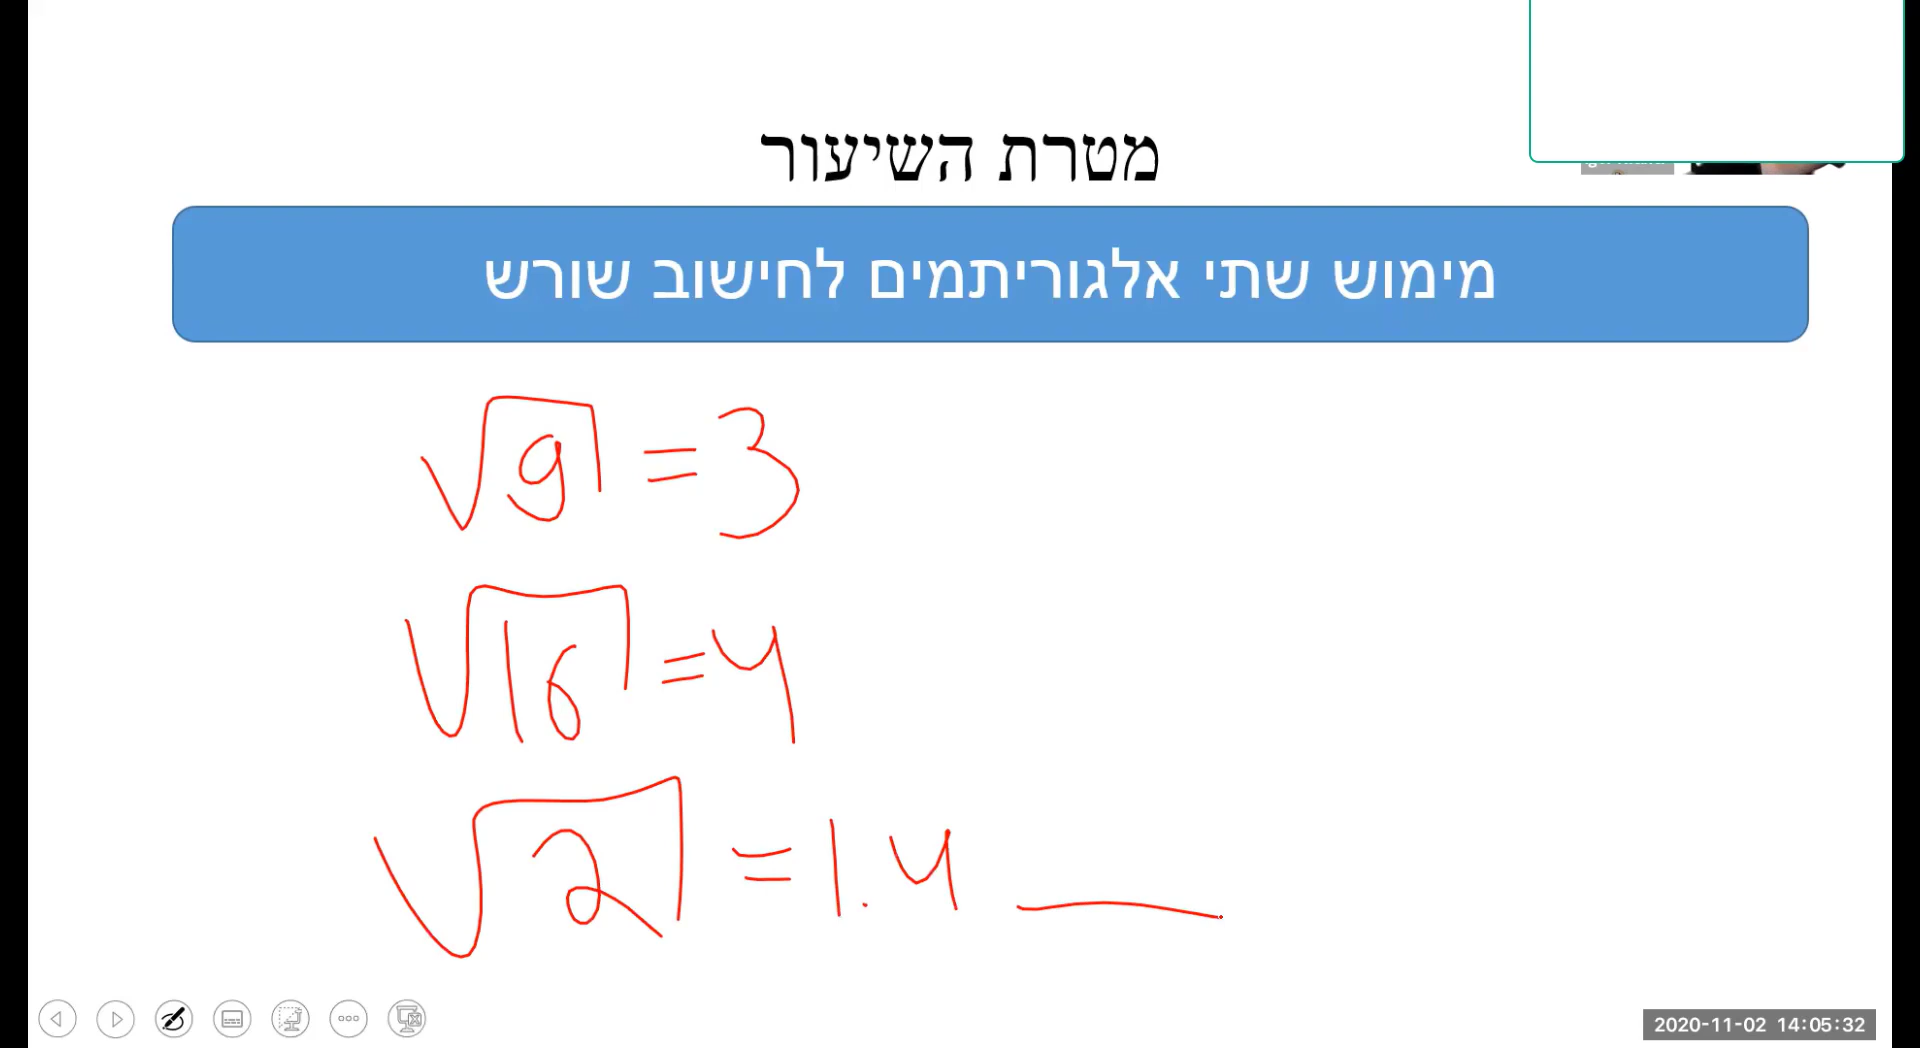 מטרת השיעור
מימוש שתי אלגוריתמים לחישוב שורש
√9 = 3
√16 = 4
√2 = 1.4 __
2020-11-02 14:05:32